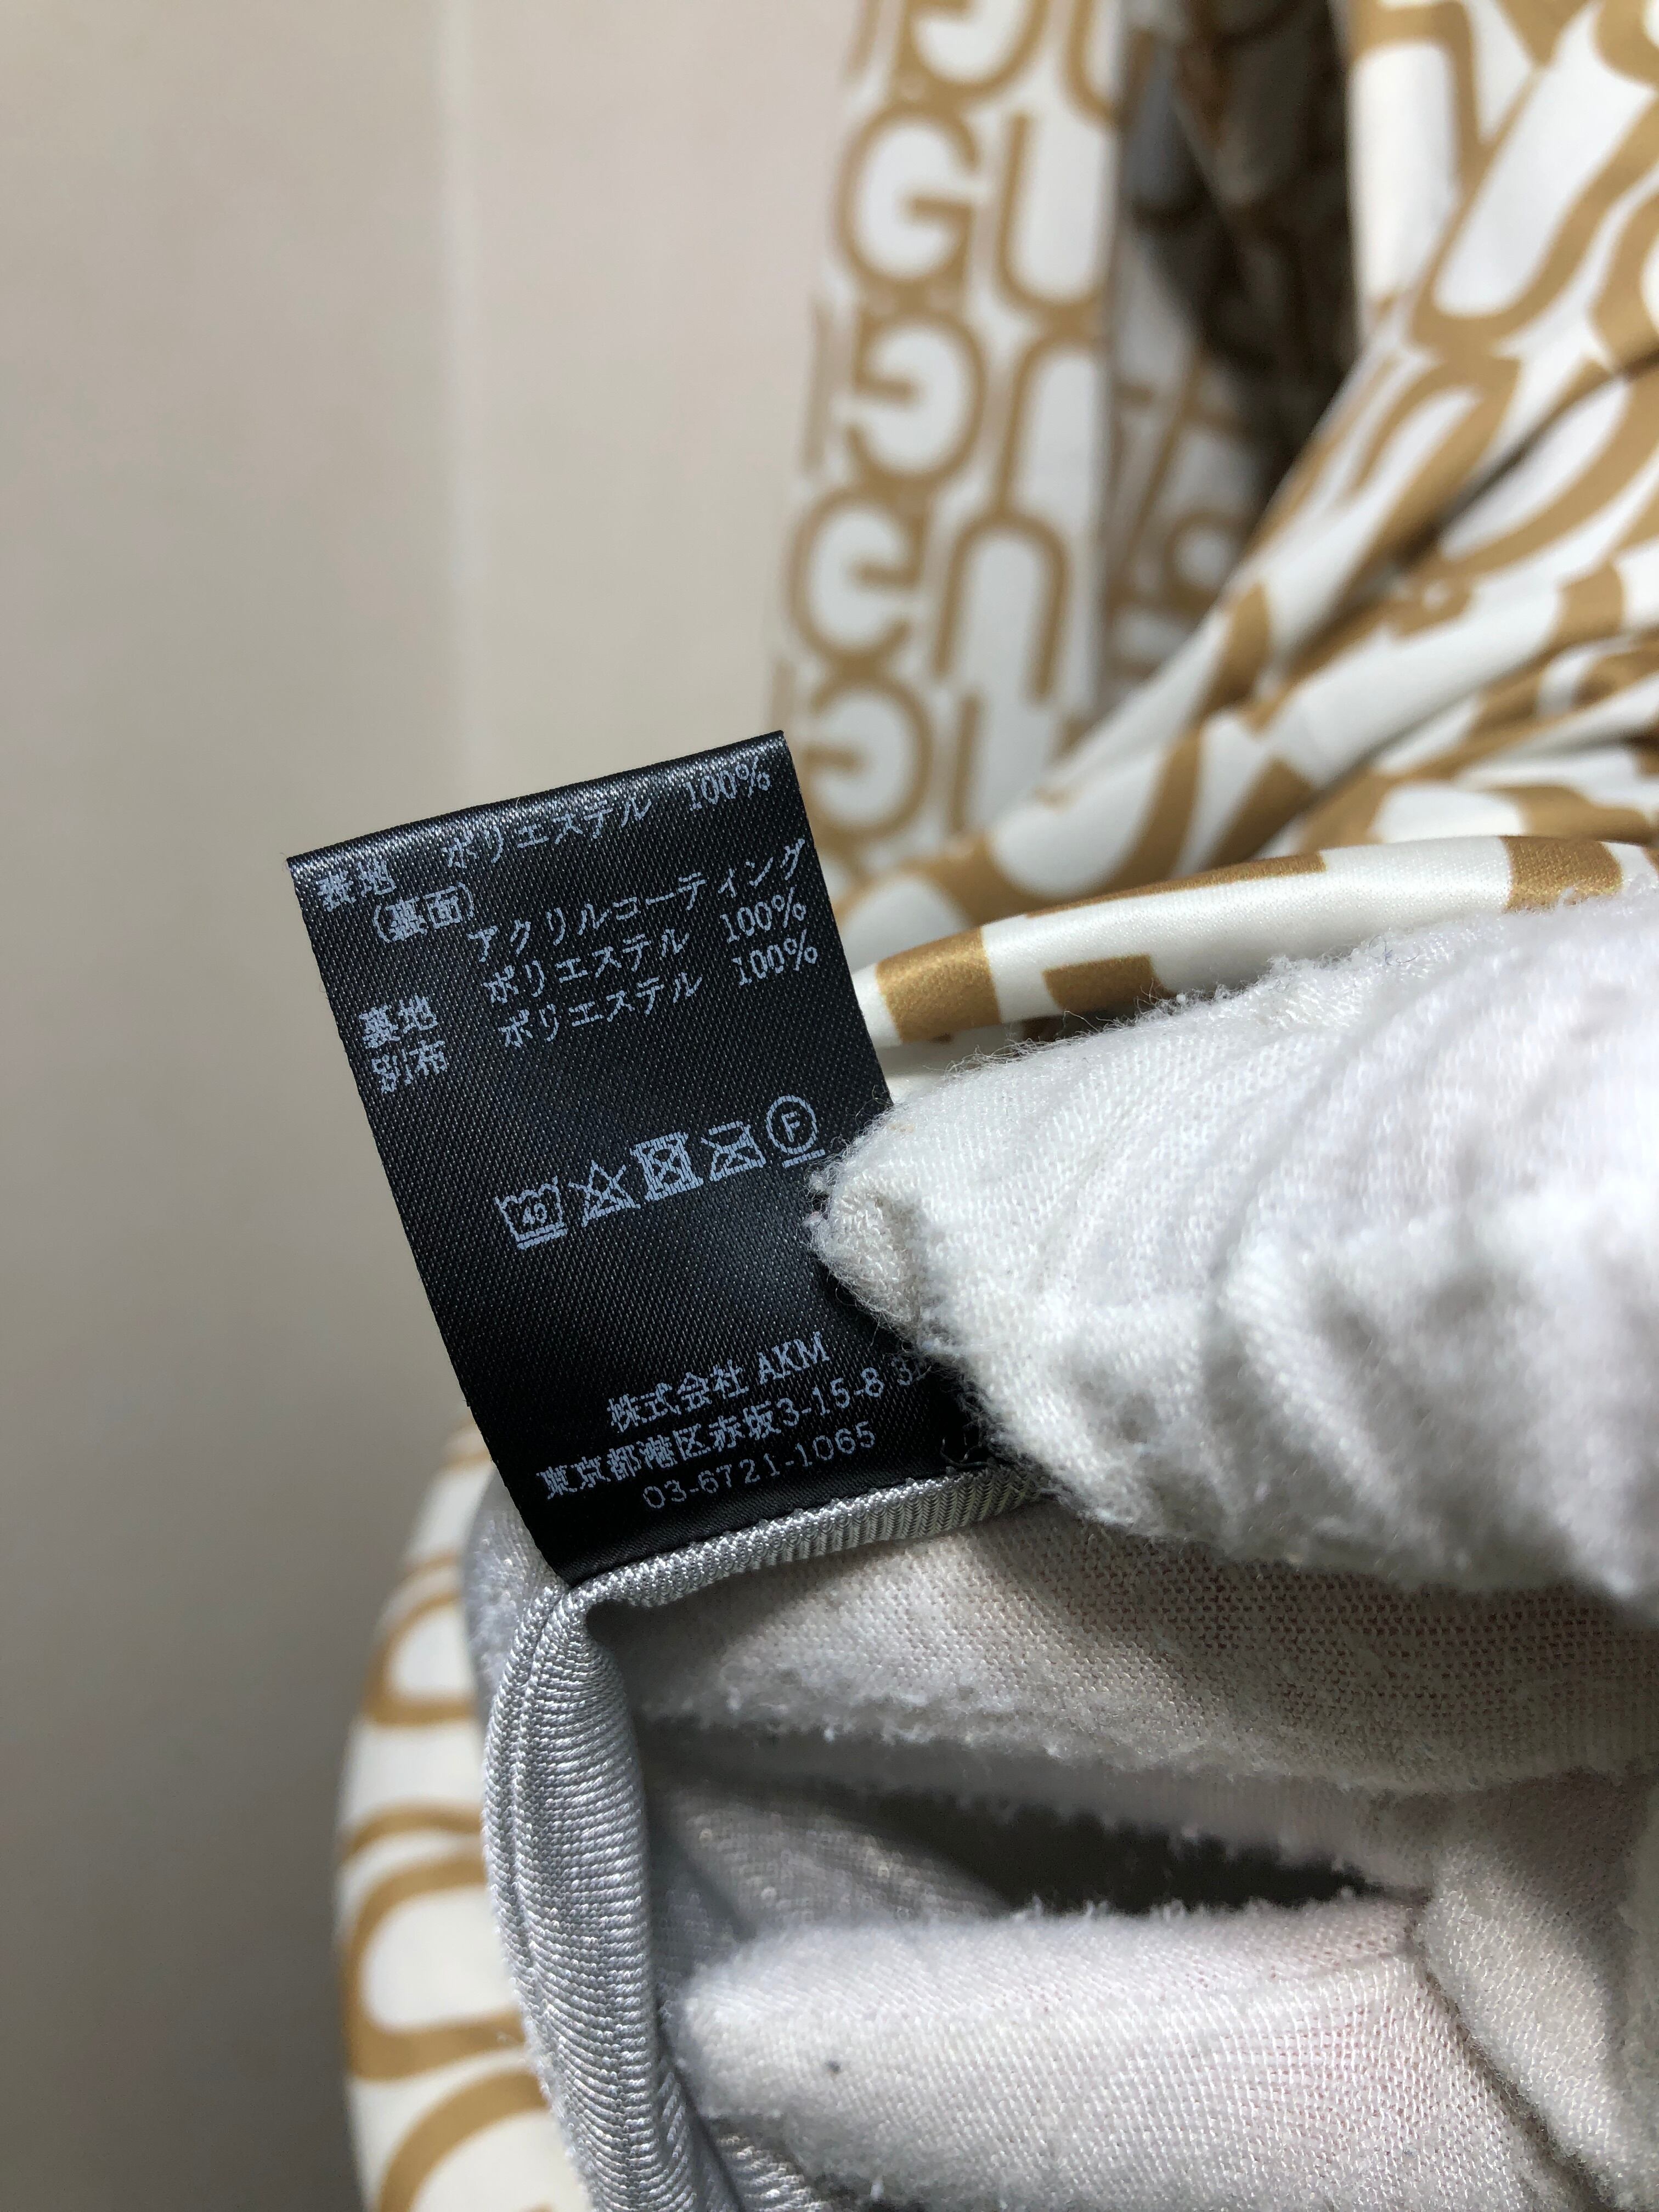 表地 ポリエステル 100%
(裏面)
アクリルコーティング
裏地 ポリエステル 100%
別布 ポリエステル 100%
40
F
株式会社 AKM
東京都港区赤坂3-15-8
03-6721-1065